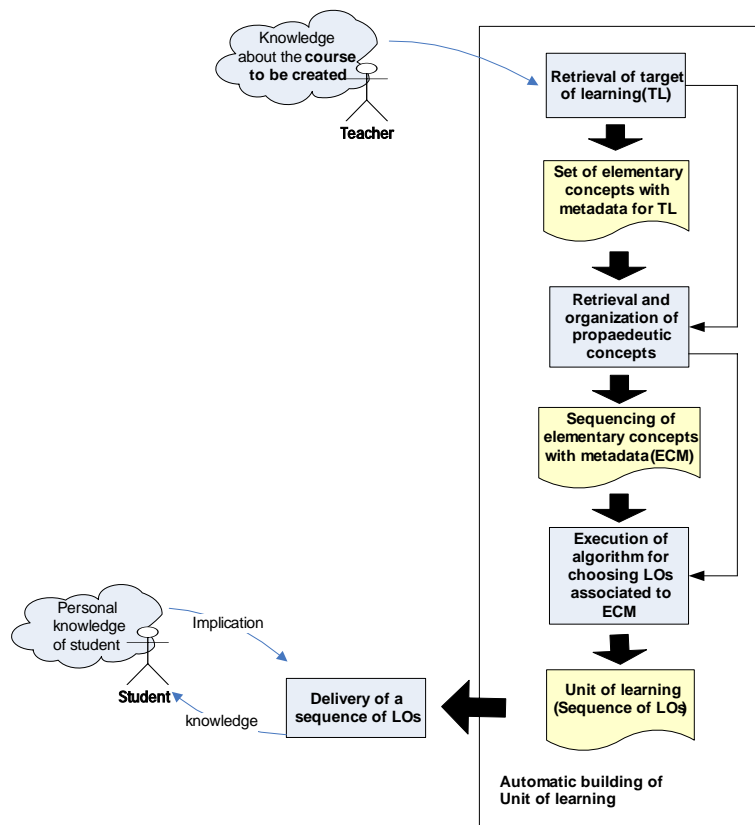 Knowledge
about the course
to be created
Teacher
Retrieval of target
of learning(TL)
Set of elementary
concepts with
metadata for TL
Retrieval and
organization of
propaedeutic
concepts
Sequencing of
elementary concepts
with metadata(ECM)
Execution of
algorithm for
choosing LOs
associated to
ECM
Unit of learning
(Sequence of LOs)
Automatic building of
Unit of learning
Personal
knowledge
of student
Student
Implication
knowledge
Delivery of a
sequence of LOs